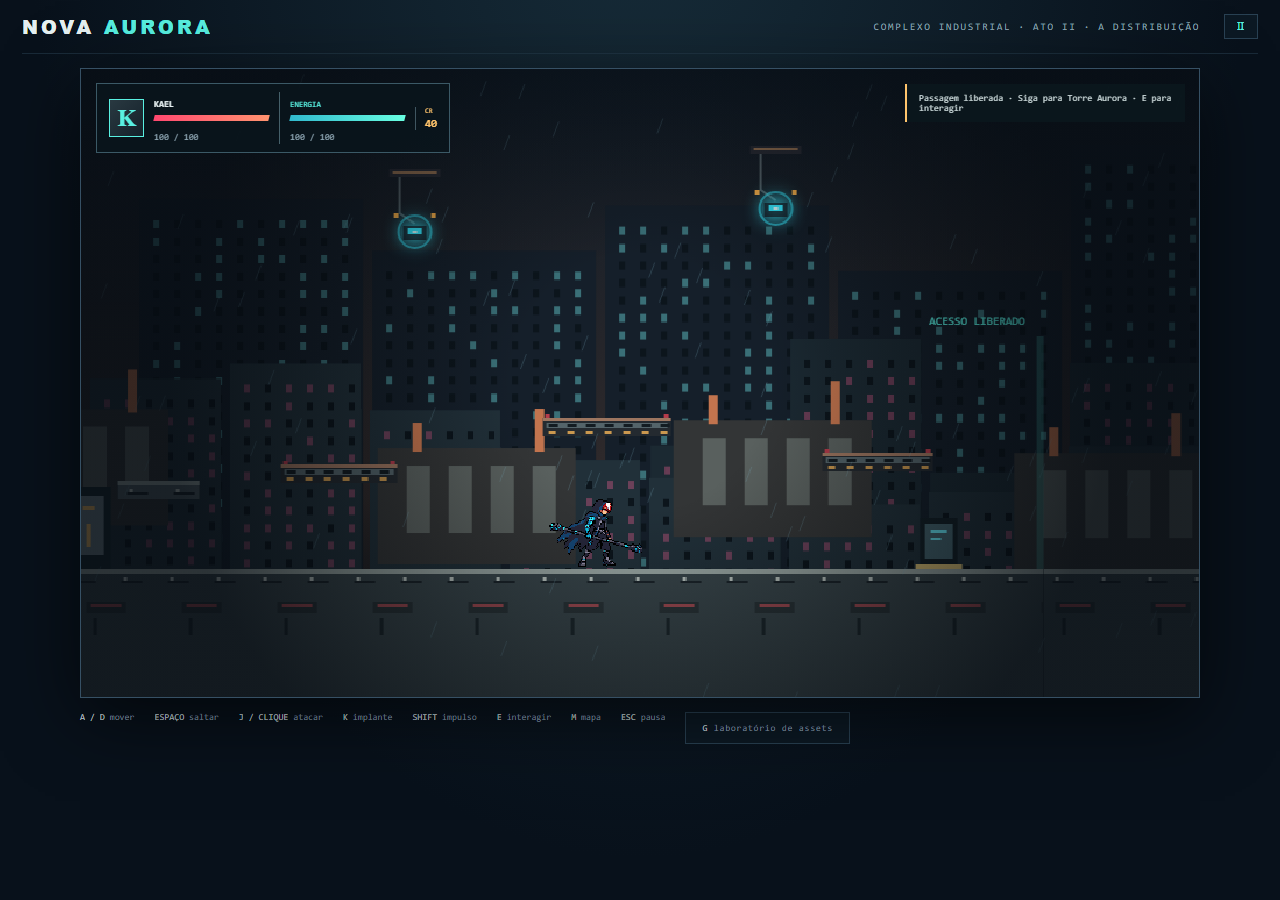 NOVA AURORA
COMPLEXO INDUSTRIAL · ATO II · A DISTRIBUIÇÃO
II
K
KAEL
100 / 100
ENERGIA
100 / 100
CR
40
Passagem liberada · Siga para Torre Aurora · E para
interagir
ACESSO LIBERADO
A / D mover
ESPAÇO saltar
J / CLIQUE atacar
K implante
SHIFT impulso
E interagir
M mapa
ESC pausa
G laboratório de assets